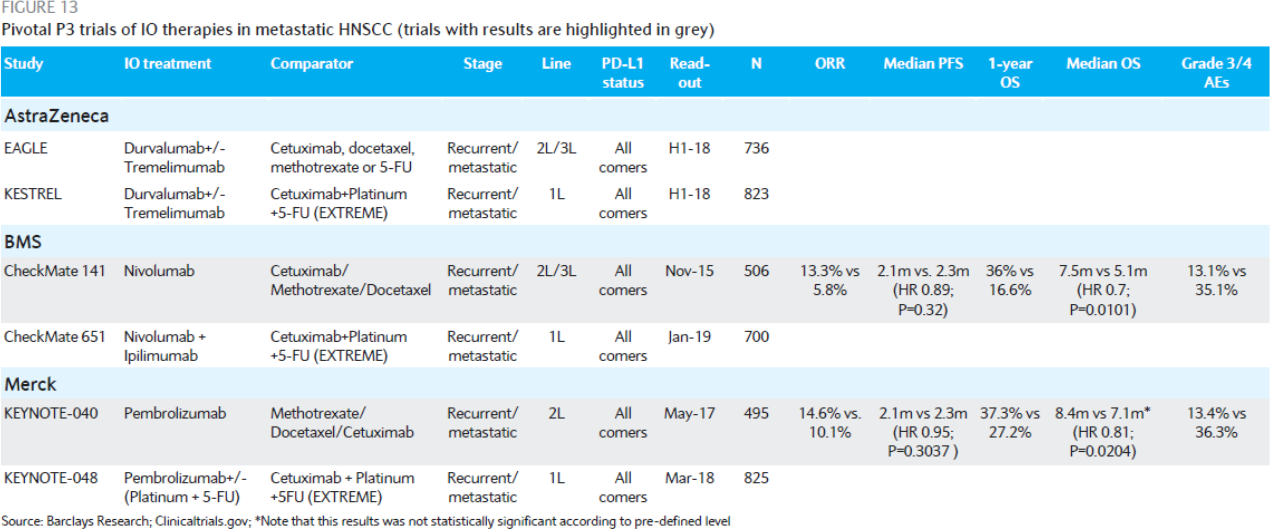 FIGURE 13
Pivotal P3 trials of IO therapies in metastatic HNSCC (trials with results are highlighted in grey)
Study IO treatment Comparator Stage Line PD-L1 status Read-out N ORR Median PFS 1-year OS Median OS Grade 3/4 AEs
AstraZeneca
EAGLE Durvalumab+/- Tremelimumab Cetuximab, docetaxel, methotrexate or 5-FU Recurrent/ metastatic 2L/3L All comers H1-18 736
KESTREL Durvalumab+/- Tremelimumab Cetuximab+Platinum +5-FU (EXTREME) Recurrent/ metastatic 1L All comers H1-18 823
BMS
CheckMate 141 Nivolumab Cetuximab/ Methotrexate/Docetaxel Recurrent/ metastatic 2L/3L All comers Nov-15 506 13.3% vs 5.8% 2.1m vs. 2.3m (HR 0.89; P=0.32) 36% vs 16.6% 7.5m vs 5.1m (HR 0.7; P=0.0101) 13.1% vs 35.1%
CheckMate 651 Nivolumab + Ipilimumab Cetuximab+Platinum +5-FU (EXTREME) Recurrent/ metastatic 1L All comers Jan-19 700
Merck
KEYNOTE-040 Pembrolizumab Methotrexate/ Docetaxel/Cetuximab Recurrent/ metastatic 2L All comers May-17 495 14.6% vs. 10.1% 2.1m vs 2.3m (HR 0.95; P=0.3037 ) 37.3% vs 27.2% 8.4m vs 7.1m* (HR 0.81; P=0.0204) 13.4% vs 36.3%
KEYNOTE-048 Pembrolizumab+/- (Platinum + 5-FU) Cetuximab + Platinum +5FU (EXTREME) Recurrent/ metastatic 1L All comers Mar-18 825
Source: Barclays Research; Clinicaltrials.gov; *Note that this results was not statistically significant according to pre-defined level